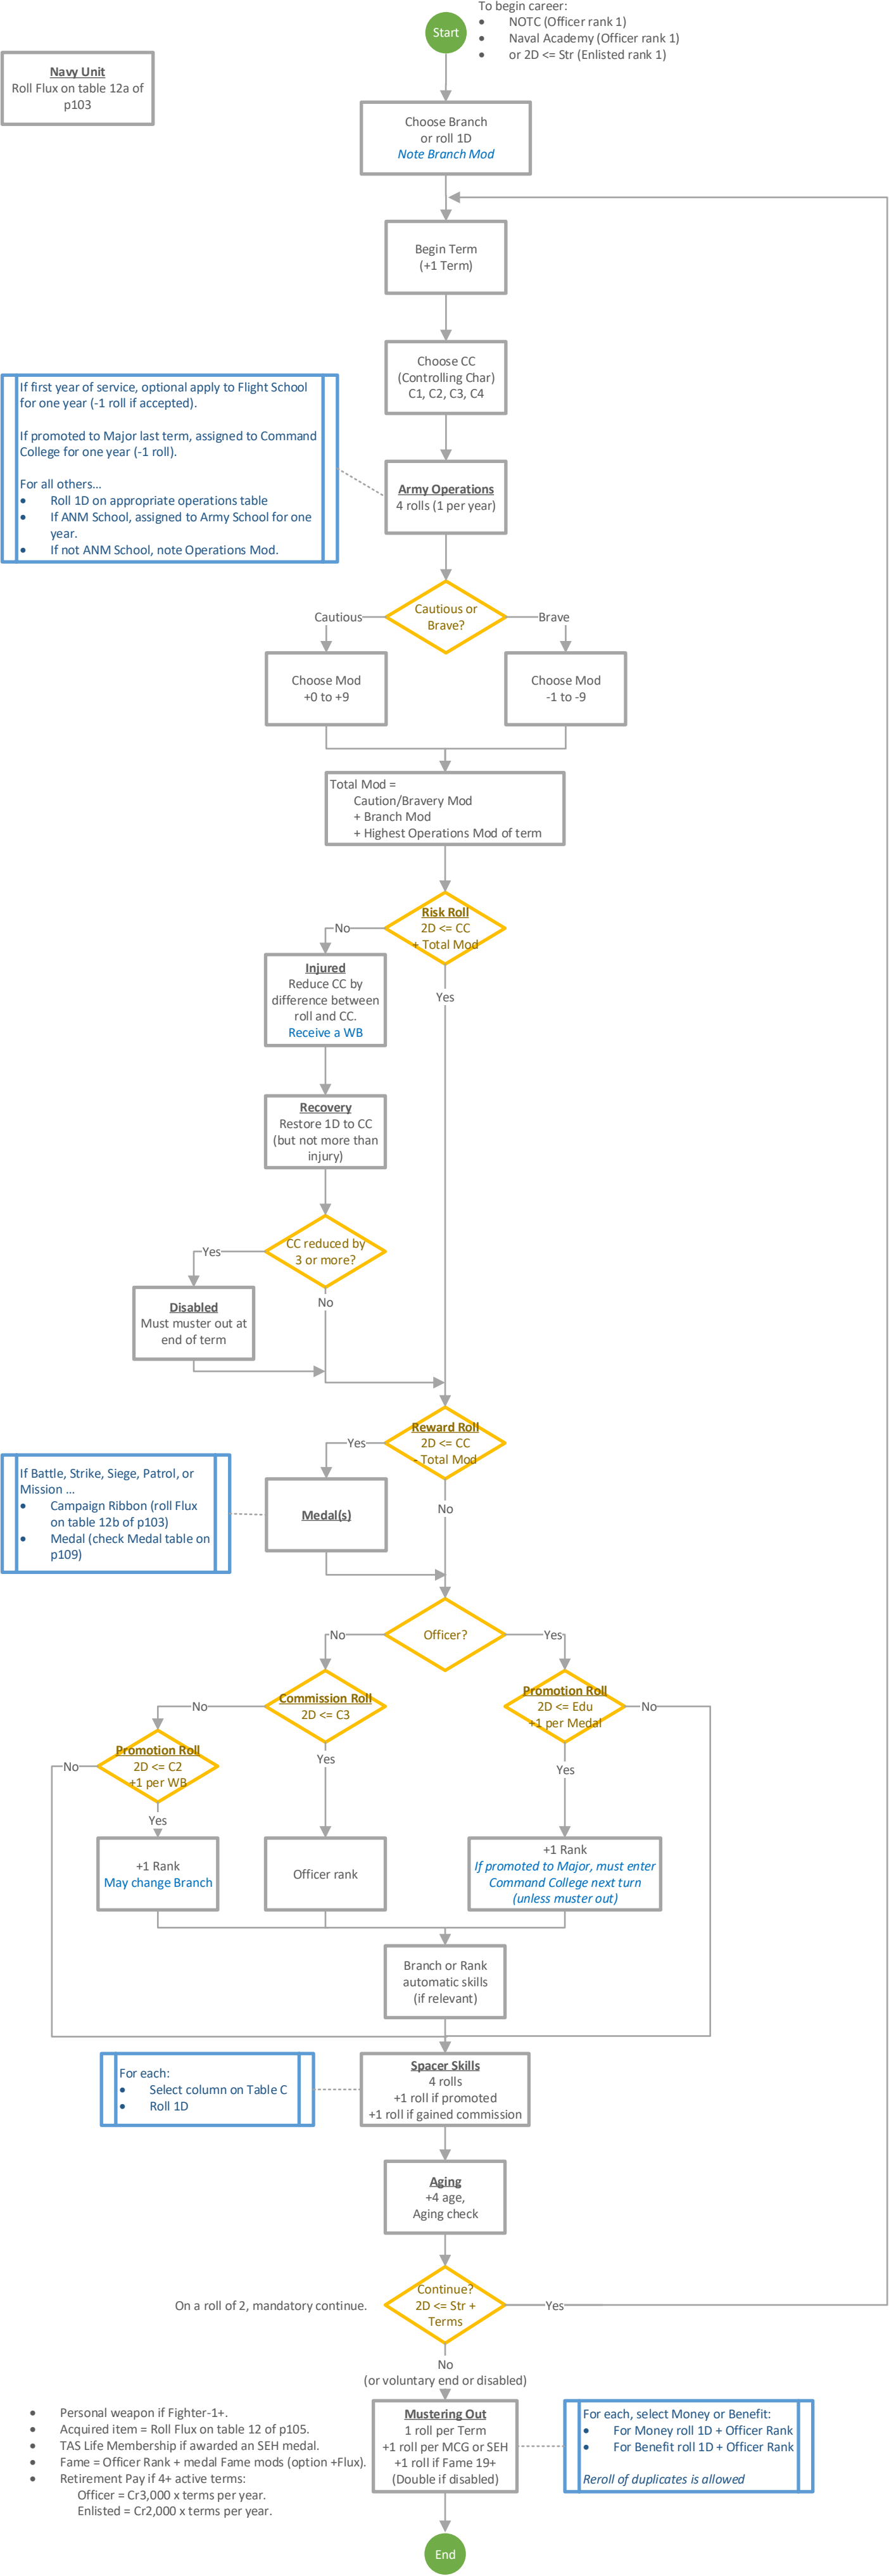 To begin career:
• NOTC (Officer rank 1)
• Naval Academy (Officer rank 1)
• or 2D <= Str (Enlisted rank 1)
Start
Navy Unit
Roll Flux on table 12a of
p103
Choose Branch
or roll 1D
Note Branch Mod
Begin Term
(+1 Term)
Choose CC
(Controlling Char)
C1, C2, C3, C4
If first year of service, optional apply to Flight School
for one year (-1 roll if accepted).
If promoted to Major last term, assigned to Command
College for one year (-1 roll).
For all others...
• Roll 1D on appropriate operations table
• If ANM School, assigned to Army School for one
year.
• If not ANM School, note Operations Mod.
Army Operations
4 rolls (1 per year)
Cautious or
Brave?
Cautious
Brave
Choose Mod
+0 to +9
Choose Mod
-1 to -9
Total Mod =
Caution/Bravery Mod
+ Branch Mod
+ Highest Operations Mod of term
Risk Roll
2D <= CC
+ Total Mod
No
Yes
Injured
Reduce CC by
difference between
roll and CC.
Receive a WB
Recovery
Restore 1D to CC
(but not more than
injury)
CC reduced by
3 or more?
Yes
No
Disabled
Must muster out at
end of term
Reward Roll
2D <= CC
- Total Mod
Yes
No
If Battle, Strike, Siege, Patrol, or
Mission ...
• Campaign Ribbon (roll Flux
on table 12b of p103)
• Medal (check Medal table on
p109)
Medal(s)
Officer?
No
Yes
Commission Roll
2D <= C3
No
Yes
Promotion Roll
2D <= Edu
+1 per Medal
No
Yes
Promotion Roll
2D <= C2
+1 per WB
No
Yes
+1 Rank
May change Branch
Officer rank
+1 Rank
If promoted to Major, must enter
Command College next turn
(unless muster out)
Branch or Rank
automatic skills
(if relevant)
For each:
• Select column on Table C
• Roll 1D
Spacer Skills
4 rolls
+1 roll if promoted
+1 roll if gained commission
Aging
+4 age,
Aging check
On a roll of 2, mandatory continue.
Continue?
2D <= Str +
Terms
Yes
No
(or voluntary end or disabled)
• Personal weapon if Fighter-1+.
• Acquired item = Roll Flux on table 12 of p105.
• TAS Life Membership if awarded an SEH medal.
• Fame = Officer Rank + medal Fame mods (option +Flux).
• Retirement Pay if 4+ active terms:
Officer = Cr3,000 x terms per year.
Enlisted = Cr2,000 x terms per year.
Mustering Out
1 roll per Term
+1 roll per MCG or SEH
+1 roll if Fame 19+
(Double if disabled)
For each, select Money or Benefit:
• For Money roll 1D + Officer Rank
• For Benefit roll 1D + Officer Rank
Reroll of duplicates is allowed
End